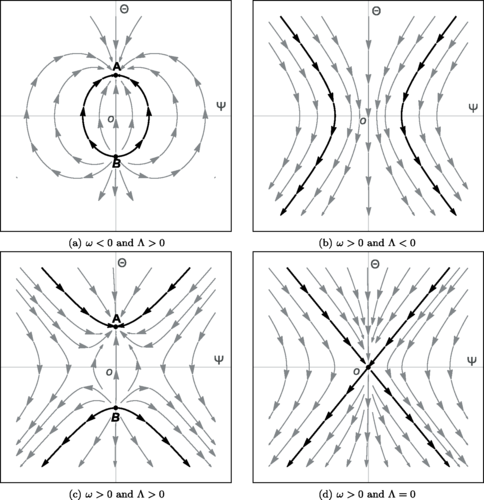 Θ
A
Ψ
o
B
(a) ω < 0 and Λ > 0
Θ
Ψ
o
(b) ω > 0 and Λ < 0
Θ
A
Ψ
o
B
(c) ω > 0 and Λ > 0
Θ
Ψ
o
(d) ω > 0 and Λ = 0